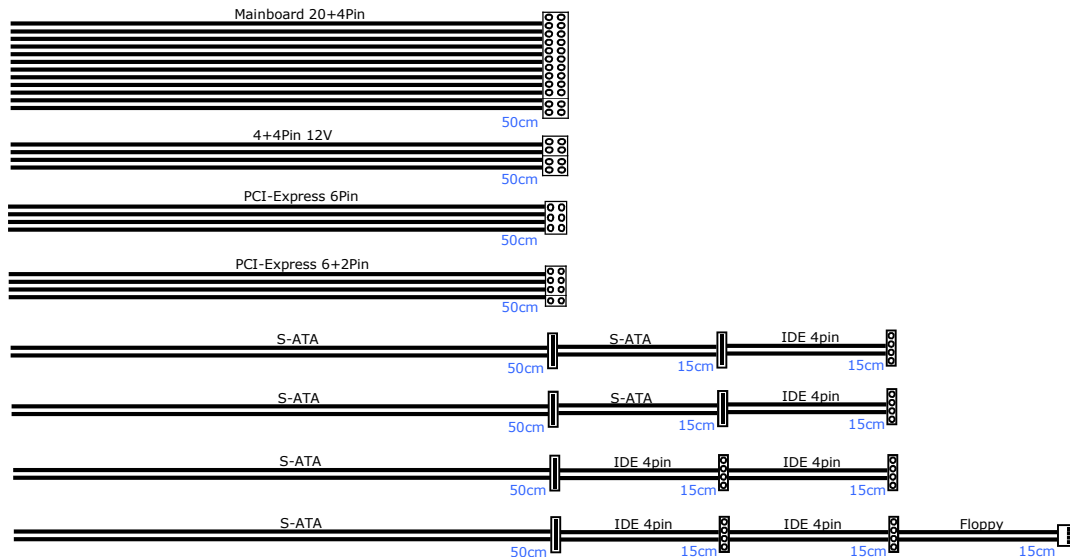 Mainboard 20+4Pin
50cm
4+4Pin 12V
50cm
PCI-Express 6Pin
50cm
PCI-Express 6+2Pin
50cm
S-ATA S-ATA IDE 4pin
50cm 15cm 15cm
S-ATA S-ATA IDE 4pin
50cm 15cm 15cm
S-ATA IDE 4pin IDE 4pin
50cm 15cm 15cm
S-ATA IDE 4pin IDE 4pin Floppy
50cm 15cm 15cm 15cm